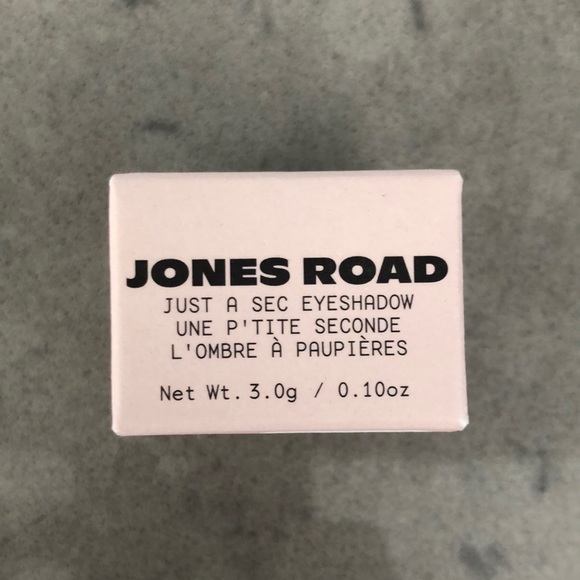 JONES ROAD
JUST A SEC EYESHADOW
UNE P'TITE SECONDE
L'OMBRE À PAUPIÈRES
Net Wt. 3.0g / 0.10oz